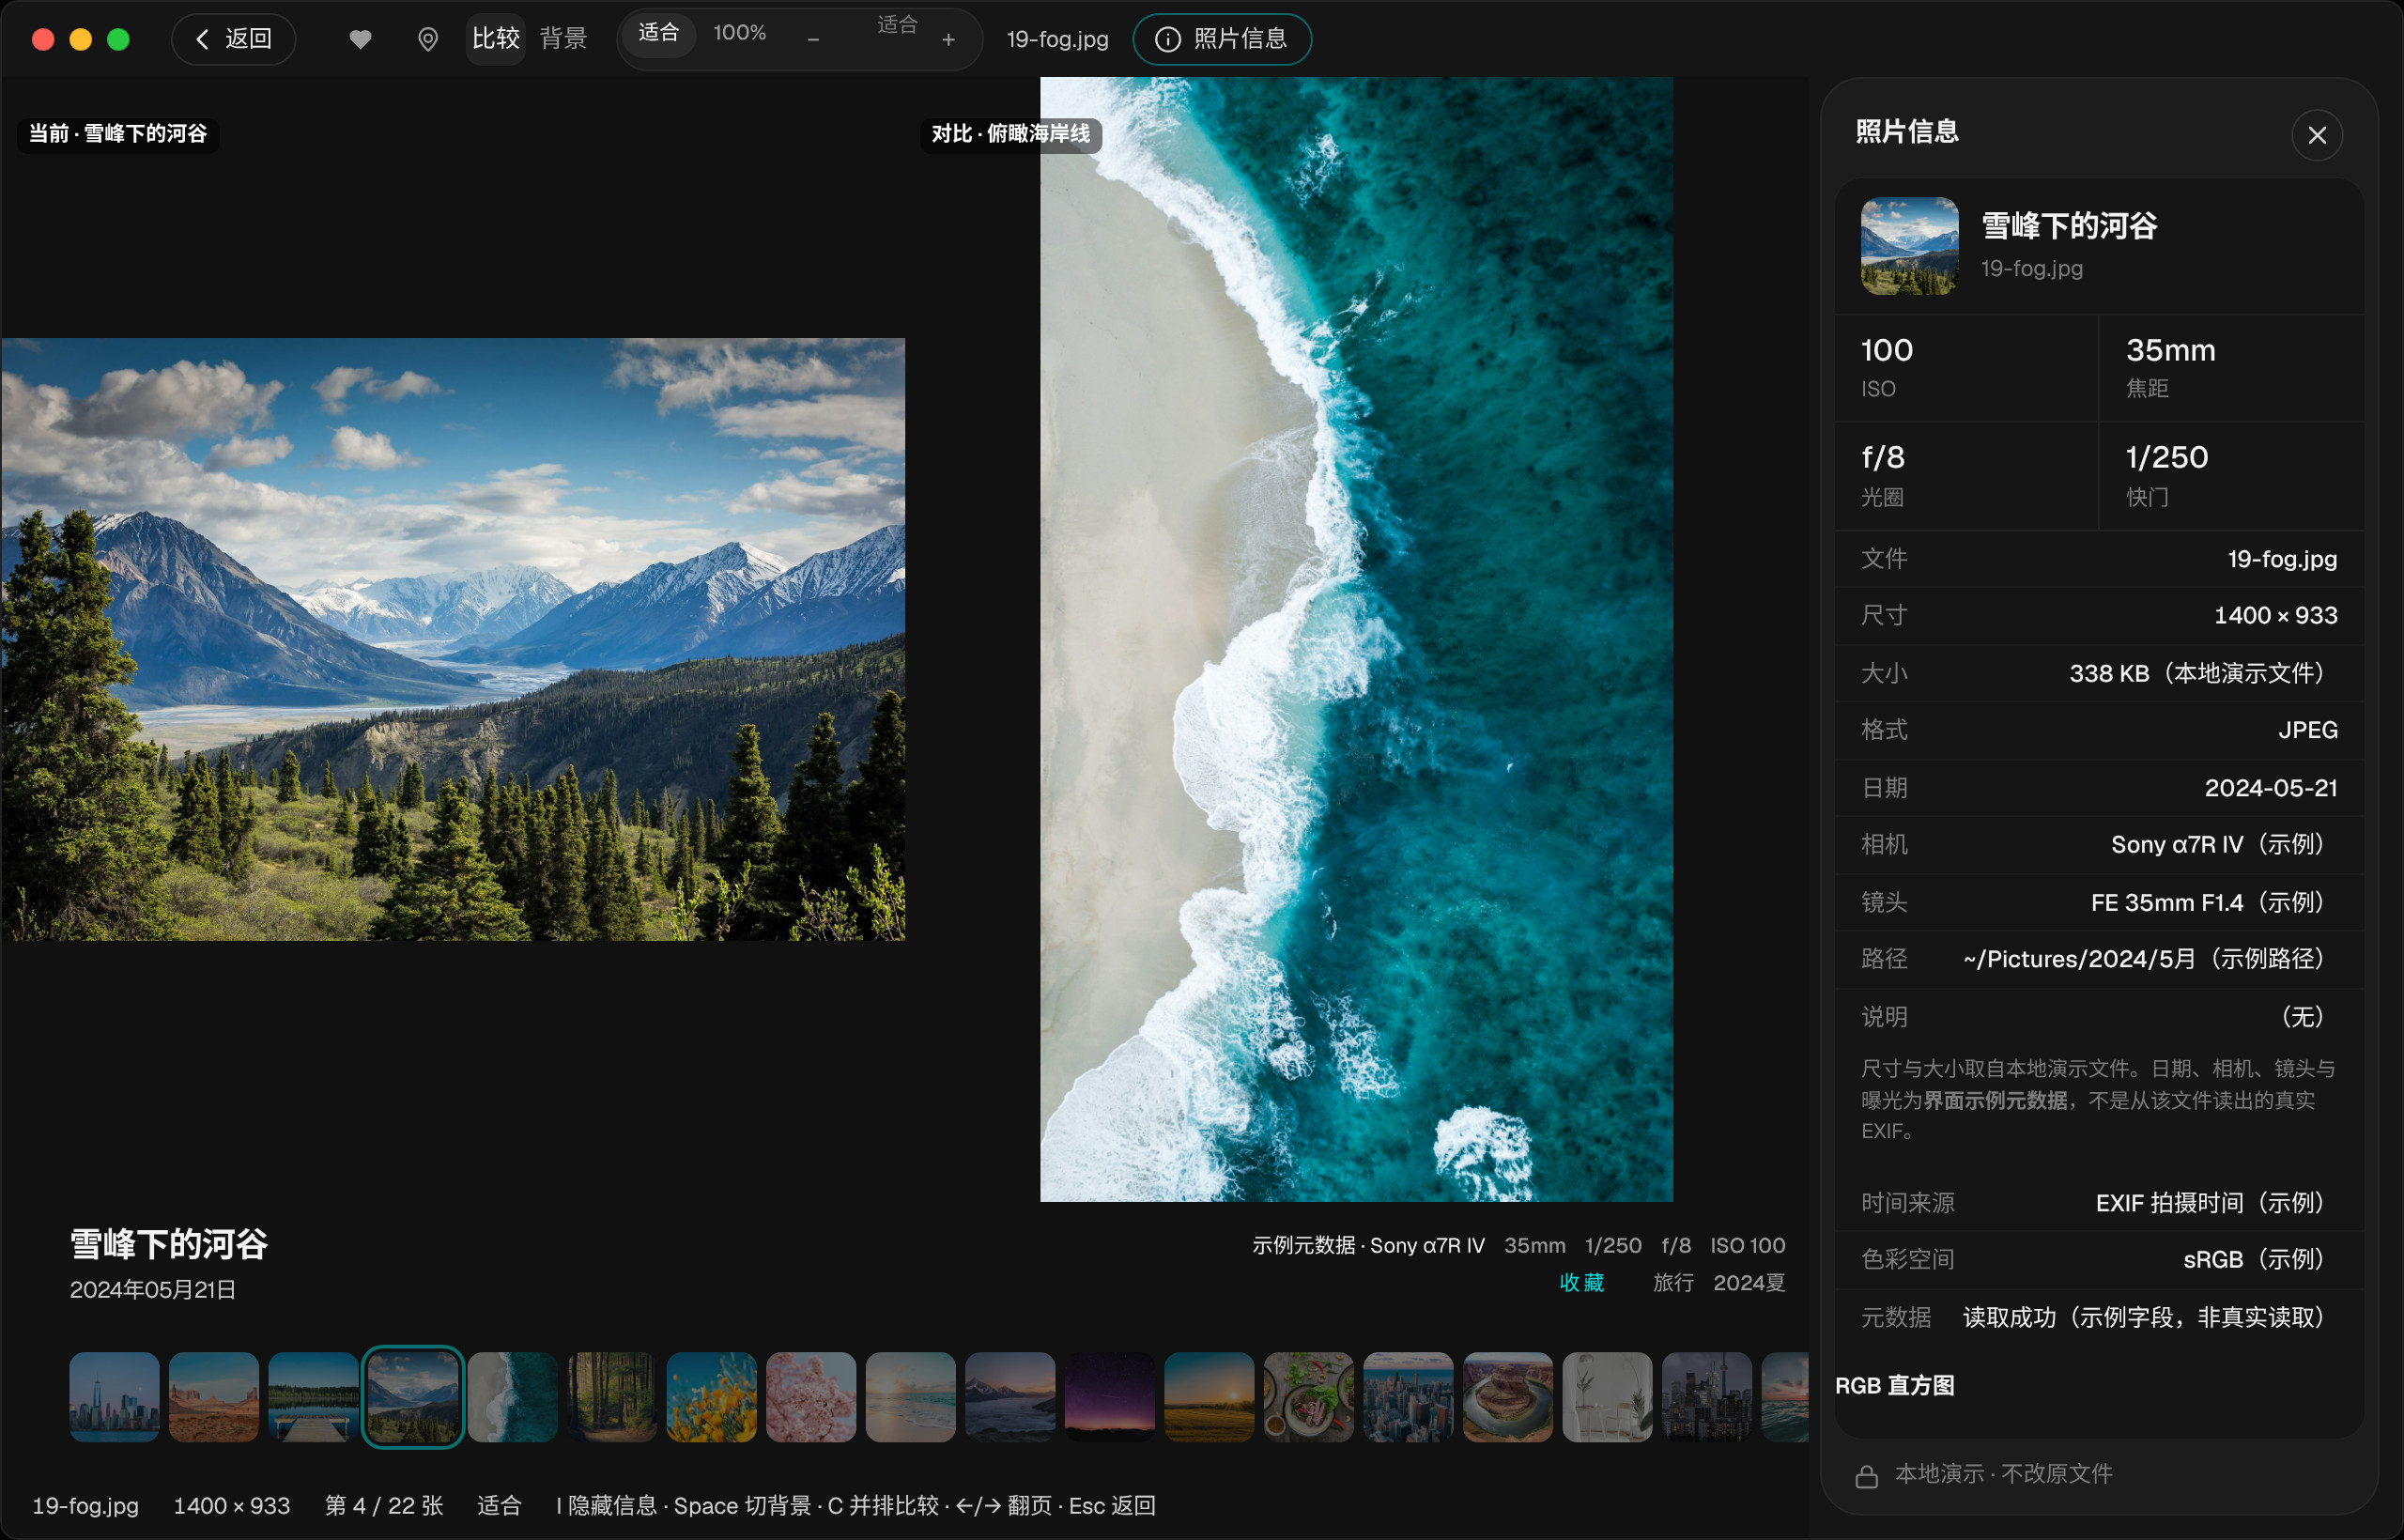 返回
比较
背景
适合
100%
−
适合
+
19-fog.jpg
照片信息
当前 · 雪峰下的河谷
对比 · 俯瞰海岸线
雪峰下的河谷
2024年05月21日
示例元数据 · Sony α7R IV 35mm 1/250 f/8 ISO 100
收藏 旅行 2024夏
19-fog.jpg 1400 × 933 第 4 / 22 张 适合 I 隐藏信息 · Space 切背景 · C 并排比较 · ←/→ 翻页 · Esc 返回
照片信息
雪峰下的河谷
19-fog.jpg
100
ISO
35mm
焦距
f/8
光圈
1/250
快门
文件 19-fog.jpg
尺寸 1400 × 933
大小 338 KB（本地演示文件）
格式 JPEG
日期 2024-05-21
相机 Sony α7R IV（示例）
镜头 FE 35mm F1.4（示例）
路径 ~/Pictures/2024/5月（示例路径）
说明 （无）
尺寸与大小取自本地演示文件。日期、相机、镜头与
曝光为界面示例元数据，不是从该文件读出的真实
EXIF。
时间来源 EXIF 拍摄时间（示例）
色彩空间 sRGB（示例）
元数据 读取成功（示例字段，非真实读取）
RGB 直方图
本地演示 · 不改原文件